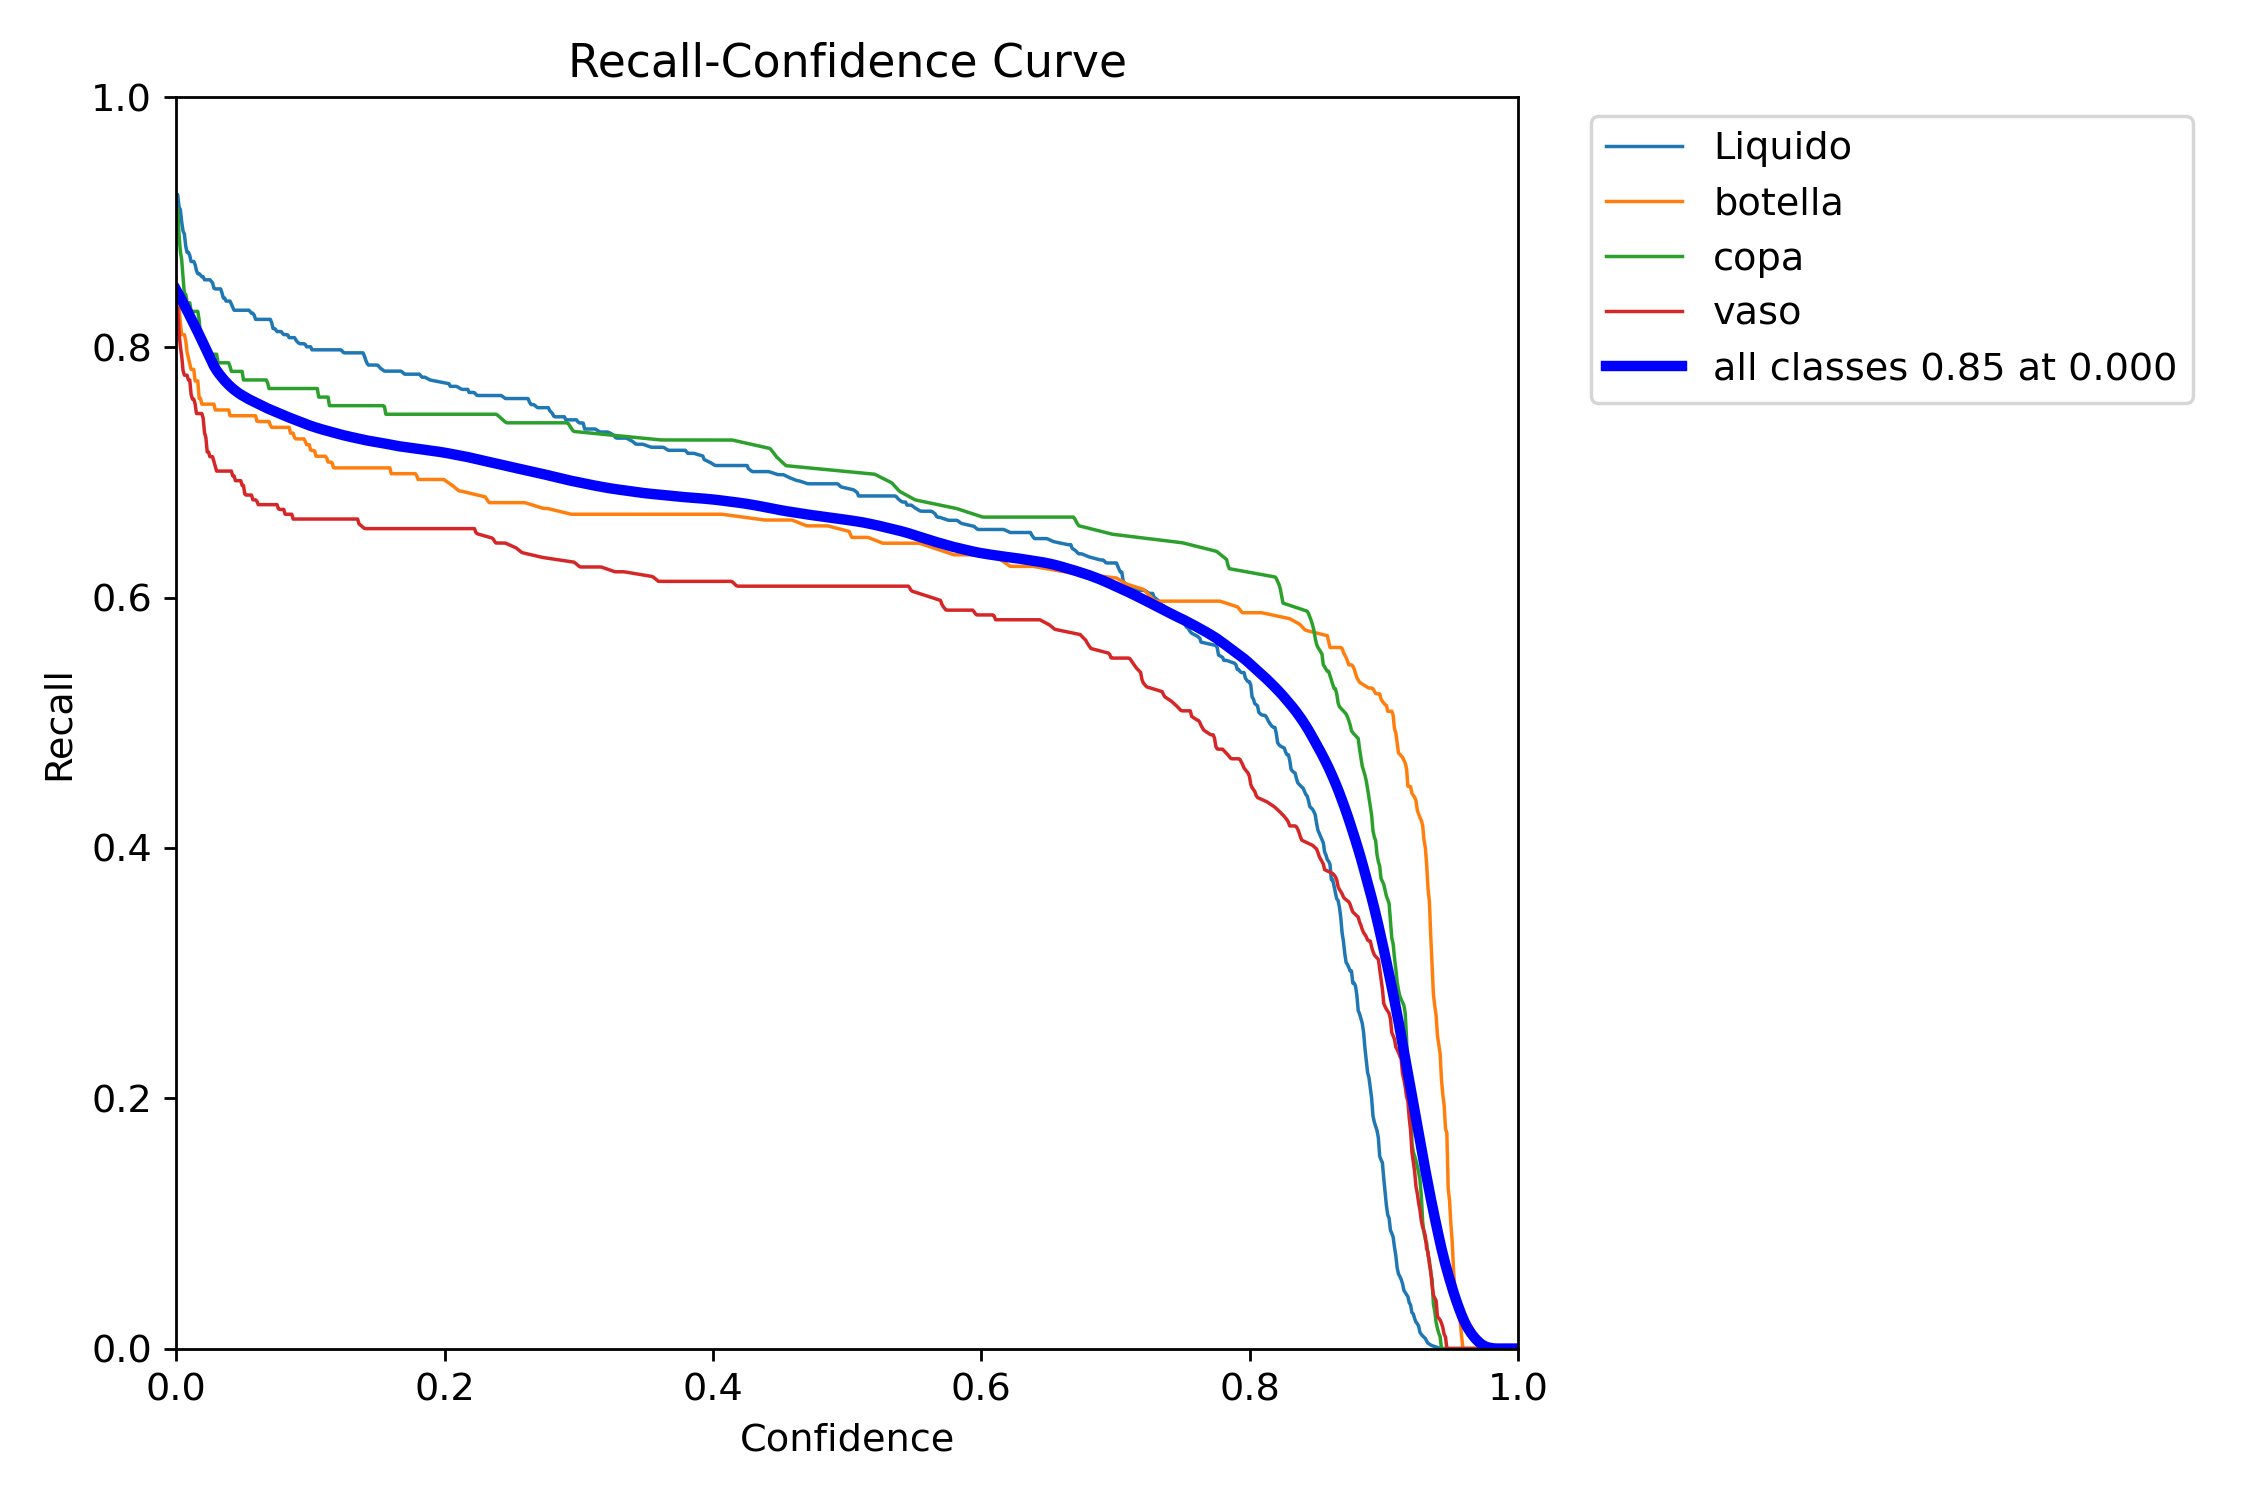 Recall-Confidence Curve
1.0
0.8
0.6
0.4
0.2
0.0
Recall
0.0 0.2 0.4 0.6 0.8 1.0
Confidence
Liquido
botella
copa
vaso
all classes 0.85 at 0.000